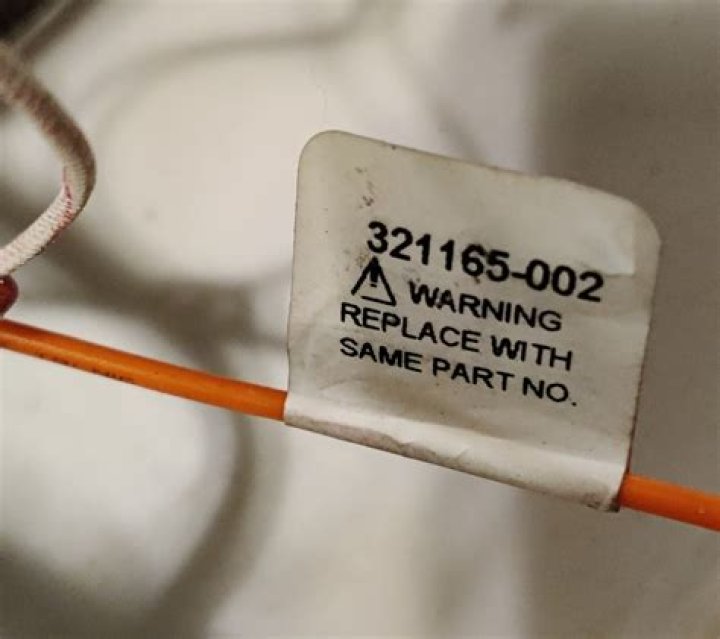 321165-002
⚠ WARNING
REPLACE WITH
SAME PART NO.